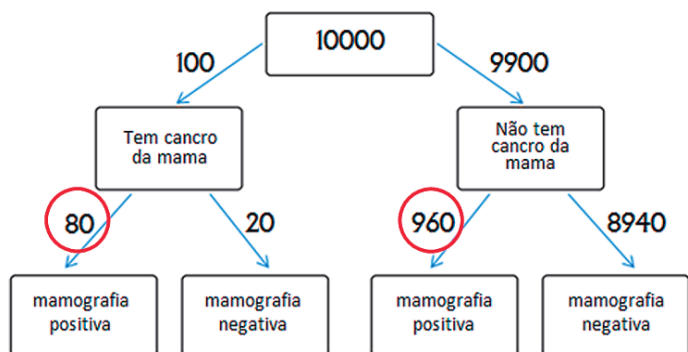 10000
100
9900
Tem cancro
da mama
Não tem
cancro da
mama
80
20
960
8940
mamografia
positiva
mamografia
negativa
mamografia
positiva
mamografia
negativa